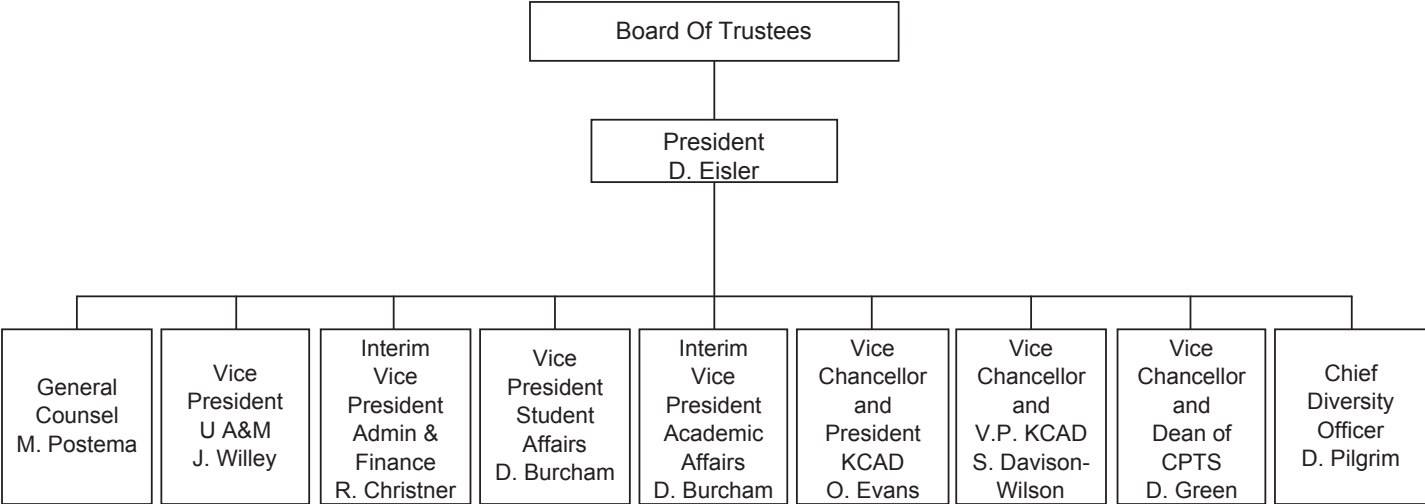 Board Of Trustees
President
D. Eisler
General
Counsel
M. Postema
Vice
President
U A&M
J. Willey
Interim
Vice
President
Admin &
Finance
R. Christner
Vice
President
Student
Affairs
D. Burcham
Interim
Vice
President
Academic
Affairs
D. Burcham
Vice
Chancellor
and
President
KCAD
O. Evans
Vice
Chancellor
and
V.P. KCAD
S. Davison-
Wilson
Vice
Chancellor
and
Dean of
CPTS
D. Green
Chief
Diversity
Officer
D. Pilgrim